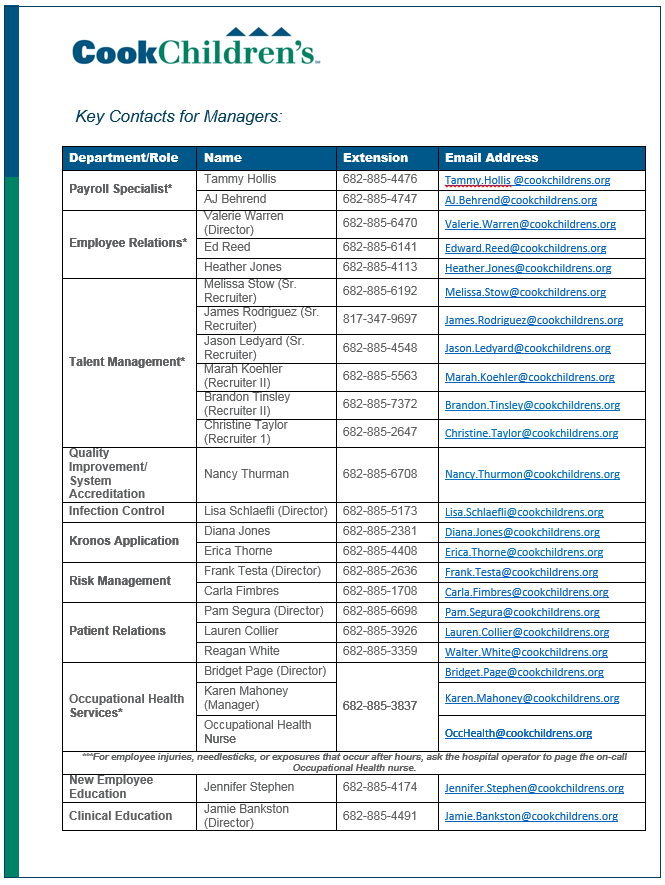 CookChildren's™
Key Contacts for Managers:
Department/Role Name Extension Email Address
Payroll Specialist*
Tammy Hollis 682-885-4476 Tammy.Hollis @cookchildrens.org
AJ Behrend 682-885-4747 AJ.Behrend@cookchildrens.org
Employee Relations*
Valerie Warren
(Director) 682-885-6470 Valerie.Warren@cookchildrens.org
Ed Reed 682-885-6141 Edward.Reed@cookchildrens.org
Heather Jones 682-885-4113 Heather.Jones@cookchildrens.org
Talent Management*
Melissa Stow (Sr.
Recruiter) 682-885-6192 Melissa.Stow@cookchildrens.org
James Rodriguez (Sr.
Recruiter) 817-347-9697 James.Rodriguez@cookchildrens.org
Jason Ledyard (Sr.
Recruiter) 682-885-4548 Jason.Ledyard@cookchildrens.org
Marah Koehler
(Recruiter II) 682-885-5563 Marah.Koehler@cookchildrens.org
Brandon Tinsley
(Recruiter II) 682-885-7372 Brandon.Tinsley@cookchildrens.org
Christine Taylor
(Recruiter 1) 682-885-2647 Christine.Taylor@cookchildrens.org
Quality
Improvement/
System
Accreditation
Nancy Thurman 682-885-6708 Nancy.Thurmon@cookchildrens.org
Infection Control Lisa Schlaefli (Director) 682-885-5173 Lisa.Schlaefli@cookchildrens.org
Kronos Application
Diana Jones 682-885-2381 Diana.Jones@cookchildrens.org
Erica Thorne 682-885-4408 Erica.Thorne@cookchildrens.org
Risk Management
Frank Testa (Director) 682-885-2636 Frank.Testa@cookchildrens.org
Carla Fimbres 682-885-1708 Carla.Fimbres@cookchildrens.org
Patient Relations
Pam Segura (Director) 682-885-6698 Pam.Segura@cookchildrens.org
Lauren Collier 682-885-3926 Lauren.Collier@cookchildrens.org
Reagan White 682-885-3359 Walter.White@cookchildrens.org
Occupational Health
Services*
Bridget Page (Director) 682-885-3837 Bridget.Page@cookchildrens.org
Karen Mahoney
(Manager) Karen.Mahoney@cookchildrens.org
Occupational Health
Nurse OccHealth@cookchildrens.org
***For employee injuries, needlesticks, or exposures that occur after hours, ask the hospital operator to page the on-call
Occupational Health nurse.
New Employee
Education
Jennifer Stephen 682-885-4174 Jennifer.Stephen@cookchildrens.org
Clinical Education
Jamie Bankston
(Director) 682-885-4491 Jamie.Bankston@cookchildrens.org